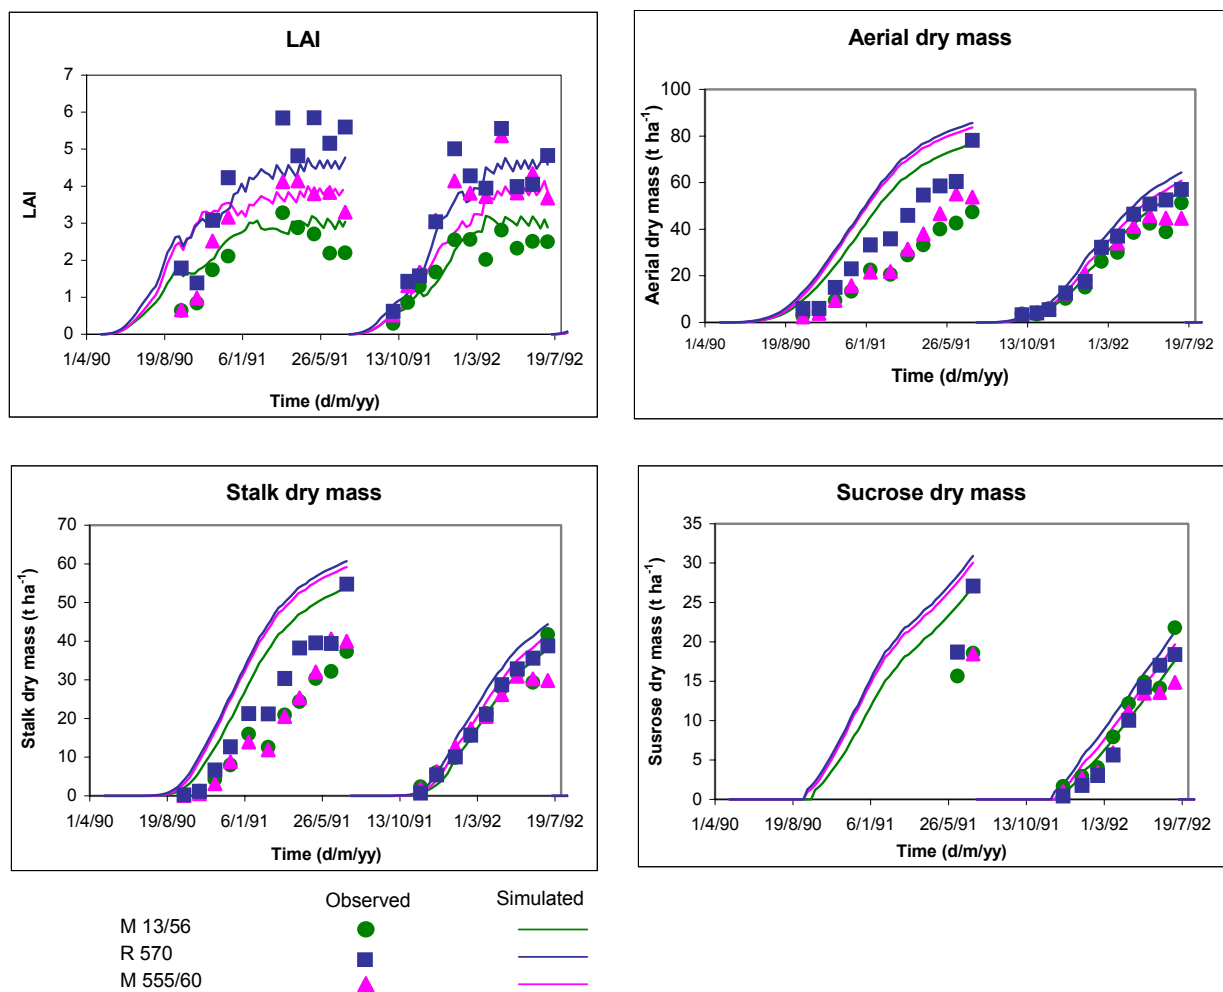 LAI
7
6
5
4
3
2
1
0
LAI
1/4/90 19/8/90 6/1/91 26/5/91 13/10/91 1/3/92 19/7/92
Time (d/m/yy)
Aerial dry mass
100
80
60
40
20
0
Aerial dry mass (t ha-1)
1/4/90 19/8/90 6/1/91 26/5/91 13/10/91 1/3/92 19/7/92
Time (d/m/yy)
Stalk dry mass
70
60
50
40
30
20
10
0
Stalk dry mass (t ha-1)
1/4/90 19/8/90 6/1/91 26/5/91 13/10/91 1/3/92 19/7/92
Time (d/m/yy)
Sucrose dry mass
35
30
25
20
15
10
5
0
Susrose dry mass (t ha-1)
1/4/90 19/8/90 6/1/91 26/5/91 13/10/91 1/3/92 19/7/92
Time (d/m/yy)
Observed Simulated
M 13/56
R 570
M 555/60